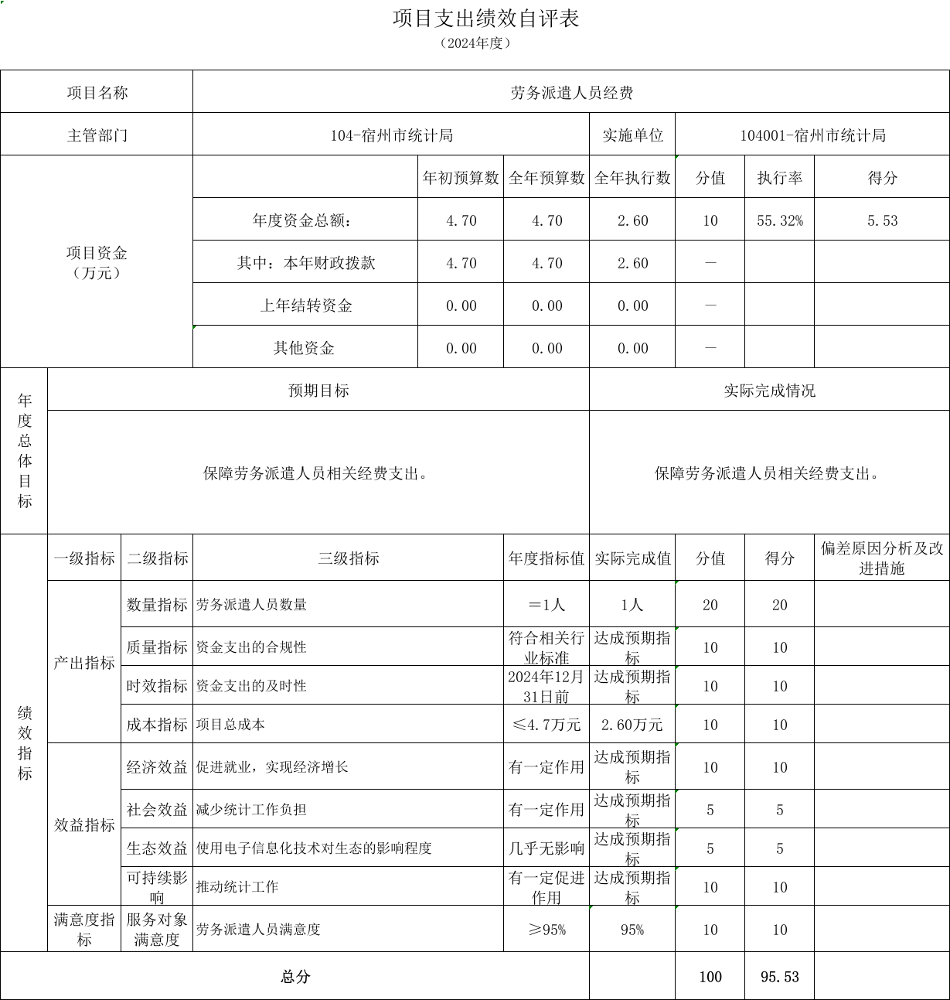 项目支出绩效自评表
（2024年度）
项目名称 劳务派遣人员经费
主管部门 104-宿州市统计局 实施单位 104001-宿州市统计局
项目资金
（万元）
年初预算数 全年预算数 全年执行数 分值 执行率 得分
年度资金总额： 4.70 4.70 2.60 10 55.32% 5.53
其中：本年财政拨款 4.70 4.70 2.60 －
上年结转资金 0.00 0.00 0.00 －
其他资金 0.00 0.00 0.00 －
年
度
总
体
目
标
预期目标 实际完成情况
保障劳务派遣人员相关经费支出。 保障劳务派遣人员相关经费支出。
绩
效
指
标
一级指标 二级指标 三级指标 年度指标值 实际完成值 分值 得分 偏差原因分析及改
进措施
产出指标
数量指标 劳务派遣人员数量 ＝1人 1人 20 20
质量指标 资金支出的合规性 符合相关行
业标准 达成预期指
标 10 10
时效指标 资金支出的及时性 2024年12月
31日前 达成预期指
标 10 10
成本指标 项目总成本 ≤4.7万元 2.60万元 10 10
效益指标
经济效益 促进就业，实现经济增长 有一定作用 达成预期指
标 10 10
社会效益 减少统计工作负担 有一定作用 达成预期指
标 5 5
生态效益 使用电子信息化技术对生态的影响程度 几乎无影响 达成预期指
标 5 5
可持续影
响 推动统计工作 有一定促进
作用 达成预期指
标 10 10
满意度指
标 服务对象
满意度 劳务派遣人员满意度 ≥95% 95% 10 10
总分 100 95.53